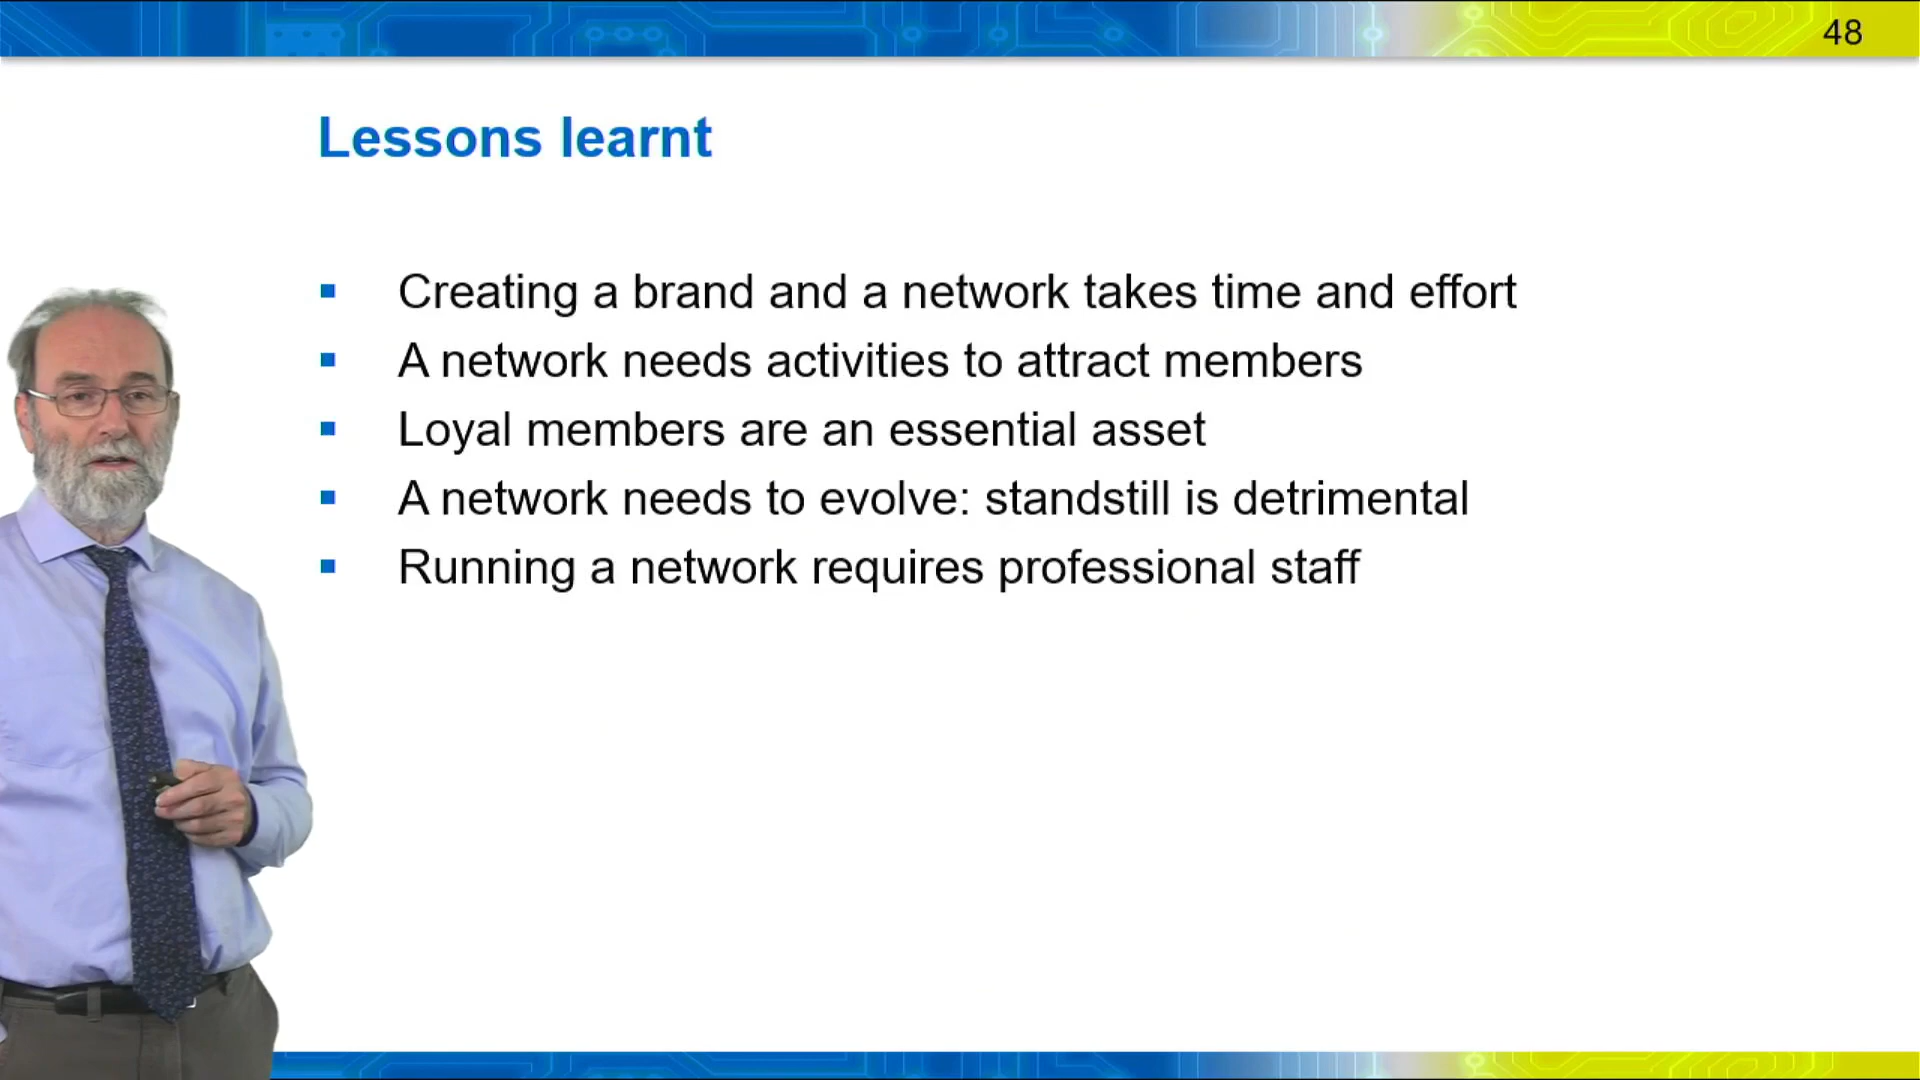 48
Lessons learnt
▪ Creating a brand and a network takes time and effort
▪ A network needs activities to attract members
▪ Loyal members are an essential asset
▪ A network needs to evolve: standstill is detrimental
▪ Running a network requires professional staff